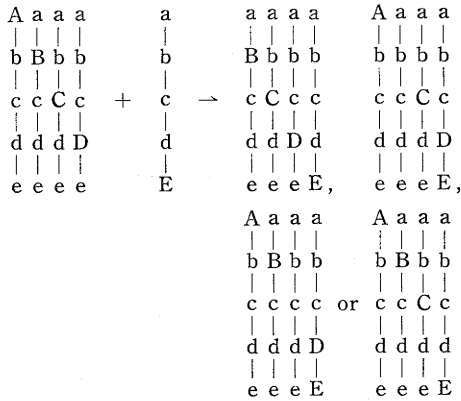 A a a a a a a a a A a a a
b B b b b B b b b b b b b
c c C c + c → c C c c c c C c
d d d D d d d D d d d d D
e e e e E e e e E, e e e E,
A a a a A a a a
b B b b b B b b
c c c c or c c C c
d d d D d d d d
e e e E e e e E